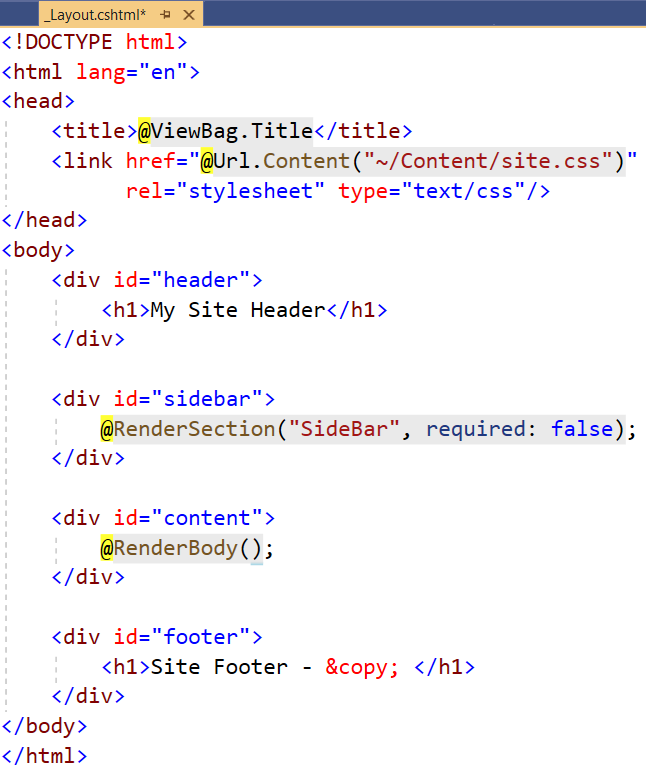 _Layout.cshtml*
<!DOCTYPE html>
<html lang="en">
<head>
    <title>@ViewBag.Title</title>
    <link href="@Url.Content("~/Content/site.css")"
          rel="stylesheet" type="text/css"/>
</head>
<body>
    <div id="header">
        <h1>My Site Header</h1>
    </div>

    <div id="sidebar">
        @RenderSection("SideBar", required: false);
    </div>

    <div id="content">
        @RenderBody();
    </div>

    <div id="footer">
        <h1>Site Footer - &copy; </h1>
    </div>
</body>
</html>